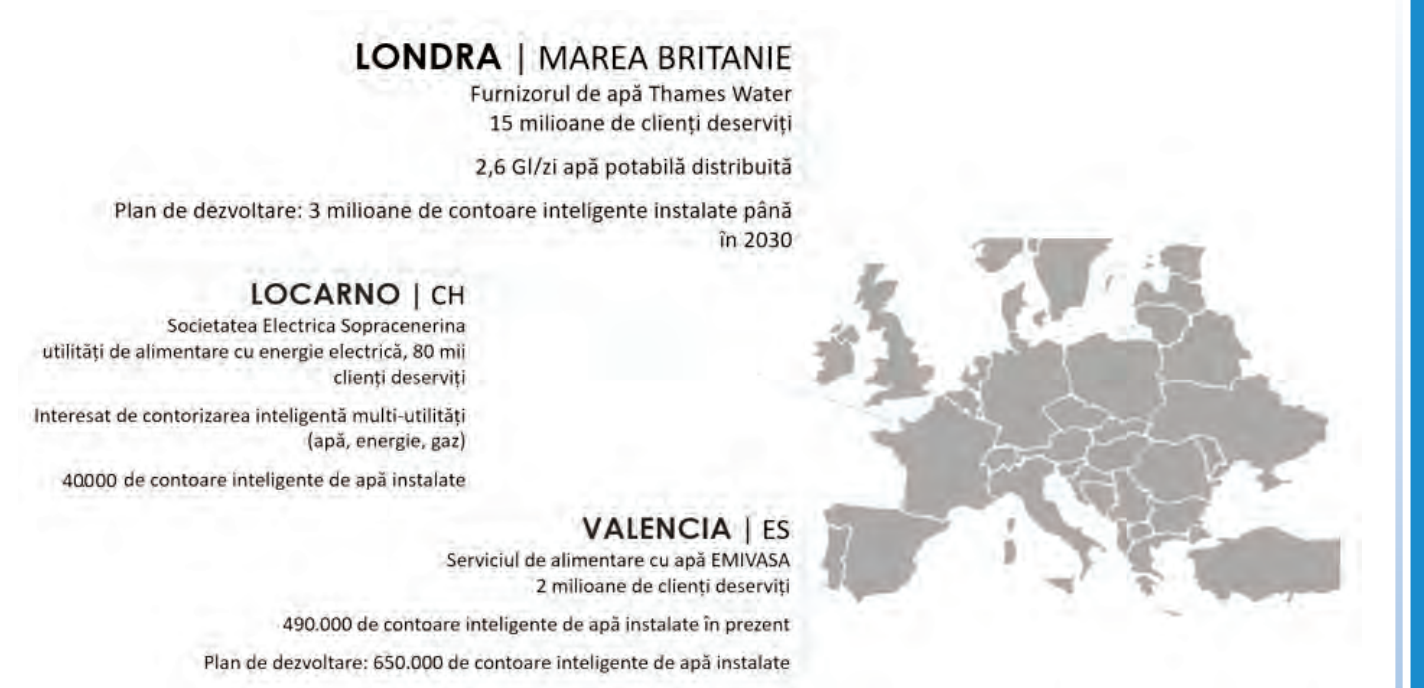 LONDRA | MAREA BRITANIE
Furnizorul de apă Thames Water
15 milioane de clienți deserviți
2,6 Gl/zi apă potabilă distribuită
Plan de dezvoltare: 3 milioane de contoare inteligente instalate până
în 2030
LOCARNO | CH
Societatea Electrica Sopracenerina
utilități de alimentare cu energie electrică, 80 mii
clienți deserviți
Interesat de contorizarea inteligentă multi-utilități
(apă, energie, gaz)
40000 de contoare inteligente de apă instalate
VALENCIA | ES
Serviciul de alimentare cu apă EMIVASA
2 milioane de clienți deserviți
490.000 de contoare inteligente de apă instalate în prezent
Plan de dezvoltare: 650.000 de contoare inteligente de apă instalate